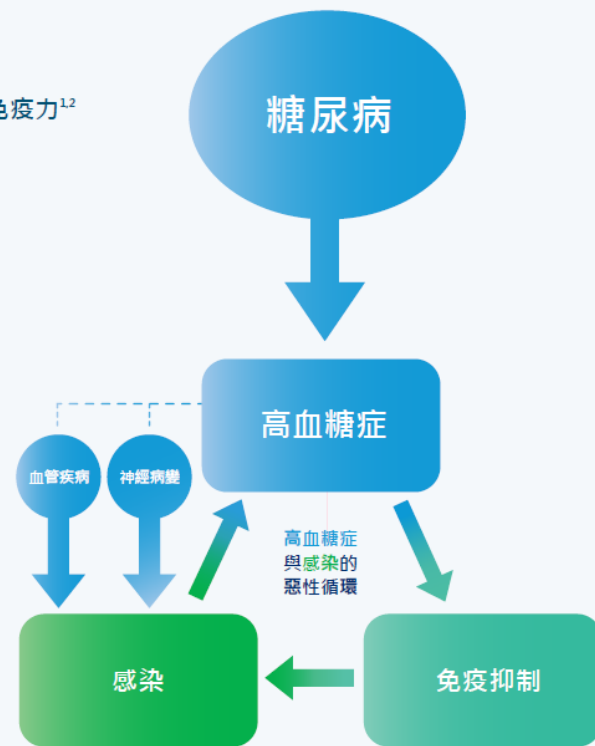 疫力1,2
糖尿病
高血糖症
血管疾病
神經病變
高血糖症
與感染的
惡性循環
感染
免疫抑制